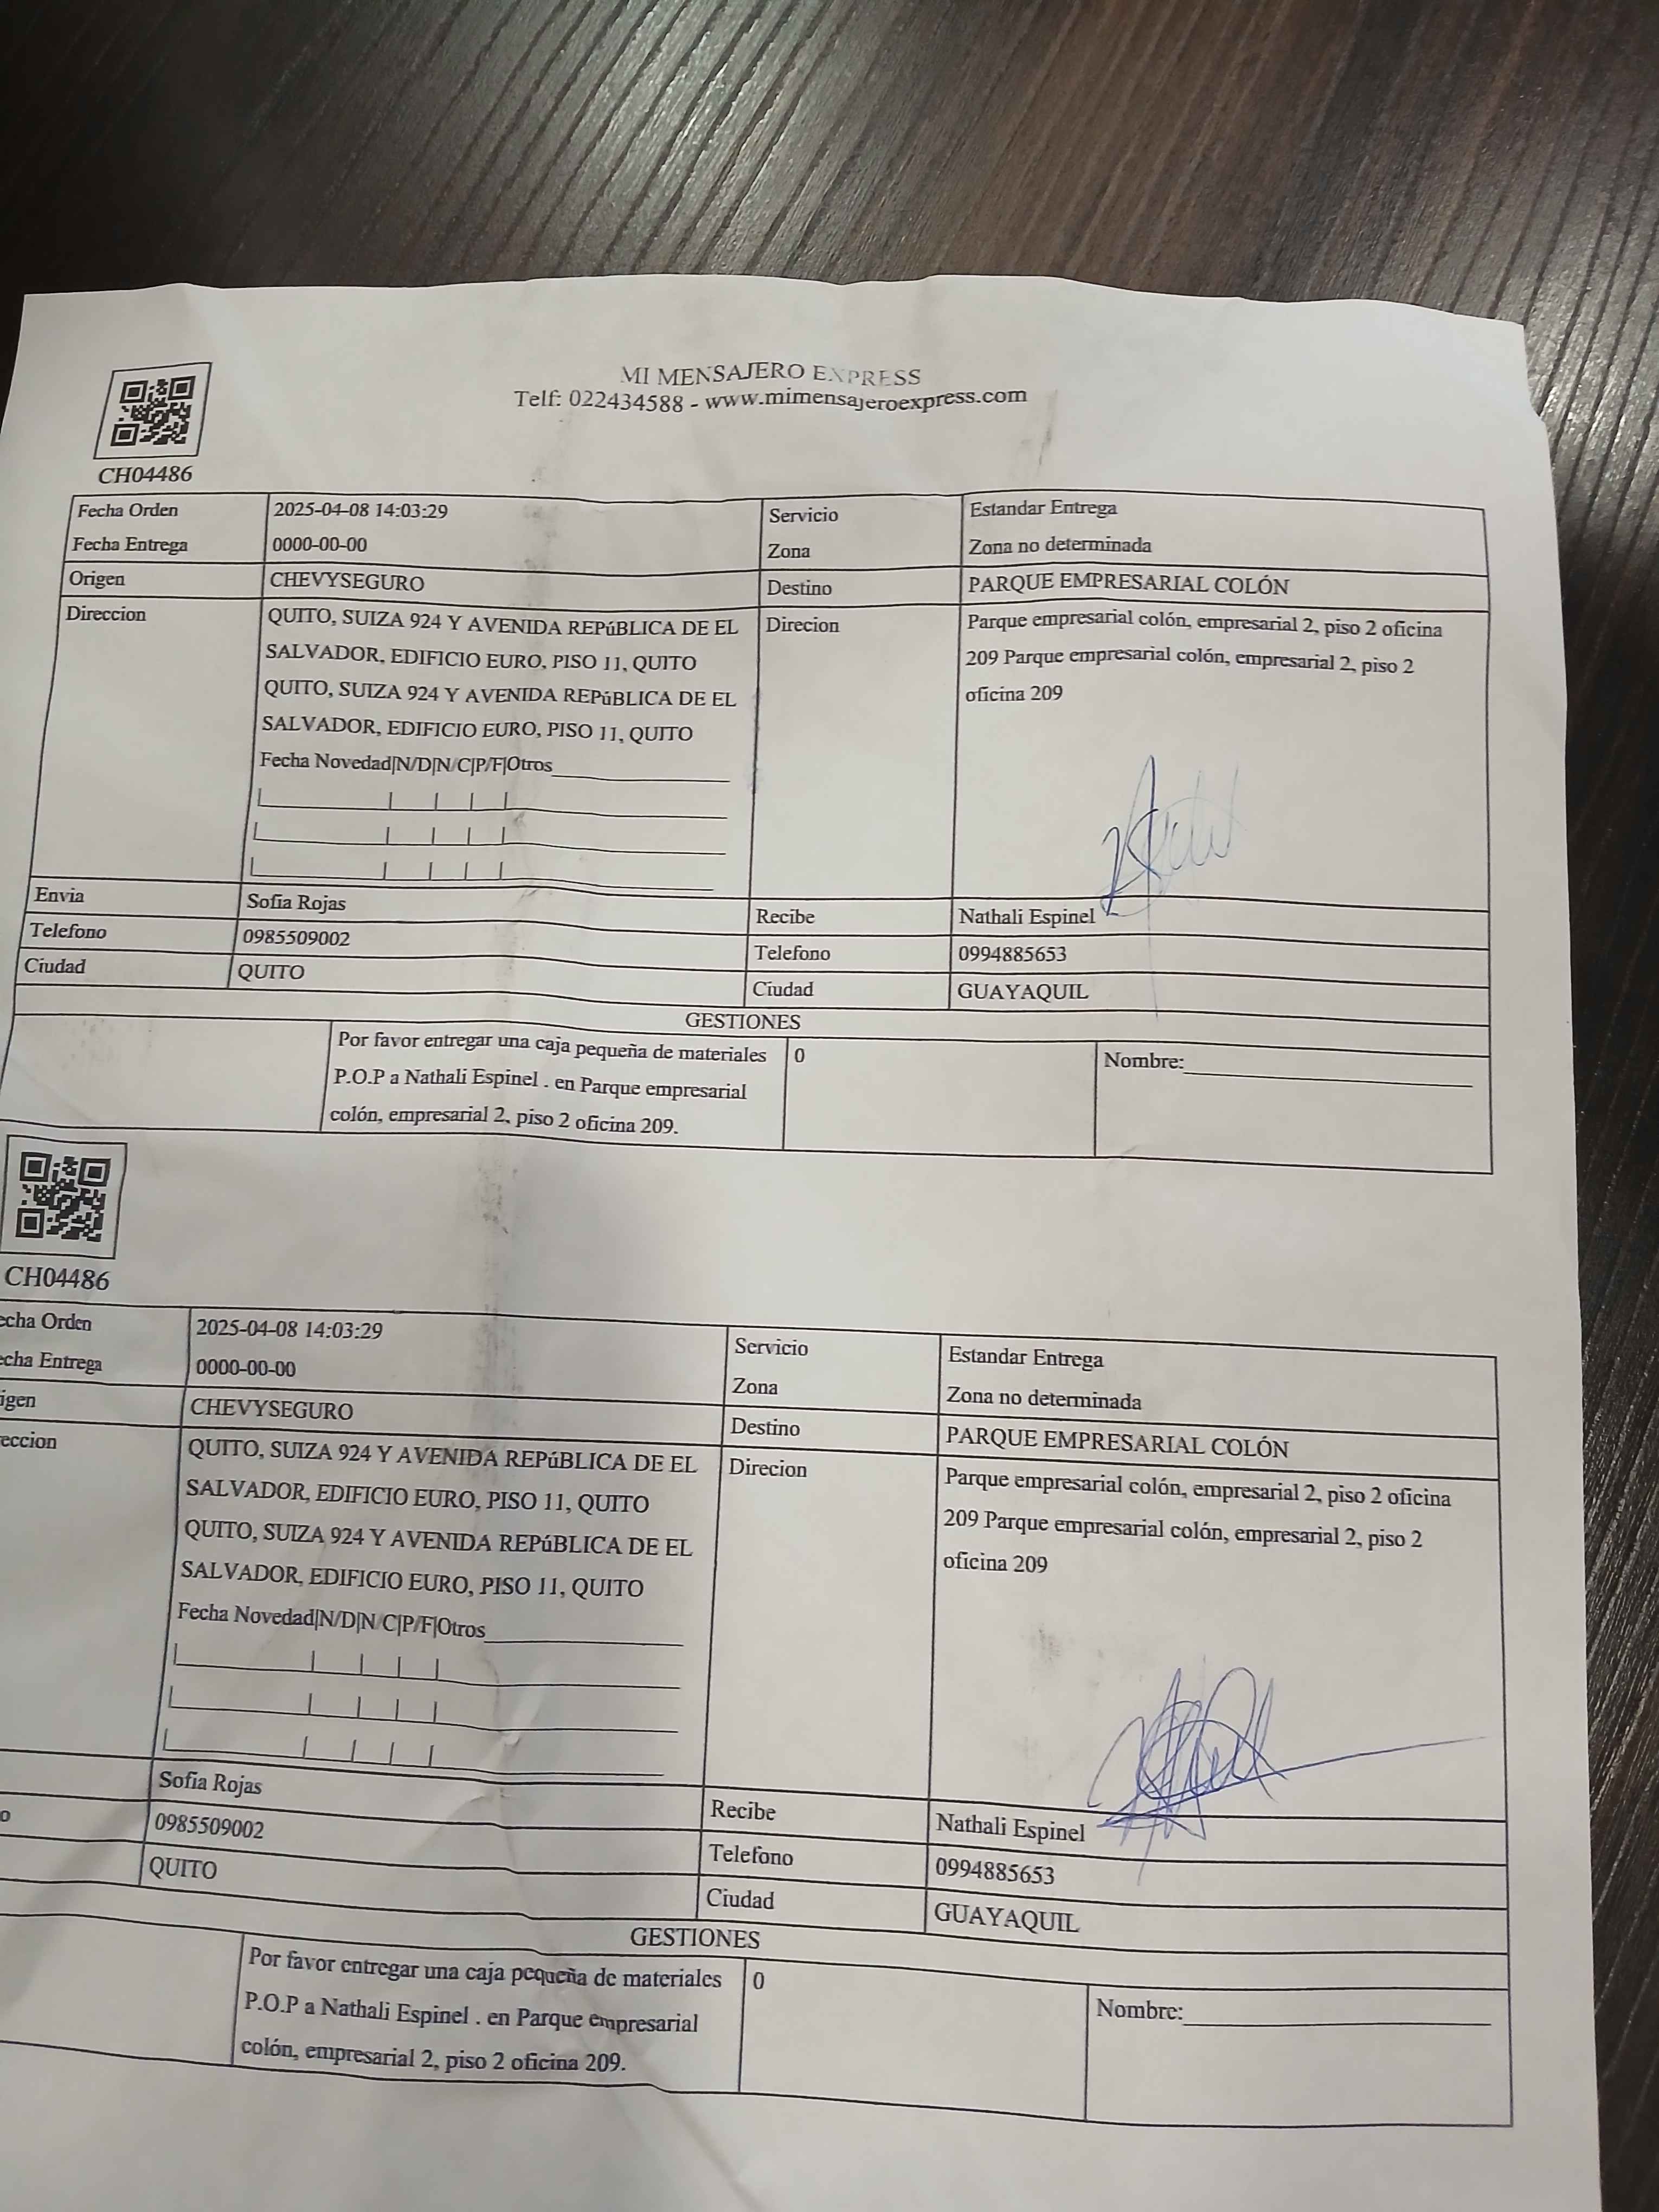 MI MENSAJERO EXPRESS
Telf: 022434588 - www.mimensajeroexpress.com
CH04486
Fecha Orden 2025-04-08 14:03:29 Servicio Estandar Entrega
Fecha Entrega 0000-00-00 Zona Zona no determinada
Origen CHEVYSEGURO Destino PARQUE EMPRESARIAL COLÓN
Direccion QUITO, SUIZA 924 Y AVENIDA REPúBLICA DE EL Direcion Parque empresarial colón, empresarial 2, piso 2 oficina
SALVADOR, EDIFICIO EURO, PISO 11, QUITO 209 Parque empresarial colón, empresarial 2, piso 2
QUITO, SUIZA 924 Y AVENIDA REPúBLICA DE EL oficina 209
SALVADOR, EDIFICIO EURO, PISO 11, QUITO
Fecha Novedad|N/D|N/C|P/F|Otros
Envia Sofia Rojas Recibe Nathali Espinel
Telefono 0985509002 Telefono 0994885653
Ciudad QUITO Ciudad GUAYAQUIL
GESTIONES
Por favor entregar una caja pequeña de materiales 0 Nombre:
P.O.P a Nathali Espinel . en Parque empresarial
colón, empresarial 2, piso 2 oficina 209.
CH04486
echa Orden 2025-04-08 14:03:29 Servicio Estandar Entrega
echa Entrega 0000-00-00 Zona Zona no determinada
igen CHEVYSEGURO Destino PARQUE EMPRESARIAL COLÓN
eccion QUITO, SUIZA 924 Y AVENIDA REPúBLICA DE EL Direcion Parque empresarial colón, empresarial 2, piso 2 oficina
SALVADOR, EDIFICIO EURO, PISO 11, QUITO 209 Parque empresarial colón, empresarial 2, piso 2
QUITO, SUIZA 924 Y AVENIDA REPúBLICA DE EL oficina 209
SALVADOR, EDIFICIO EURO, PISO 11, QUITO
Fecha Novedad|N/D|N/C|P/F|Otros
Sofia Rojas Recibe Nathali Espinel
o 0985509002 Telefono 0994885653
QUITO Ciudad GUAYAQUIL
GESTIONES
Por favor entregar una caja pequeña de materiales 0 Nombre:
P.O.P a Nathali Espinel . en Parque empresarial
colón, empresarial 2, piso 2 oficina 209.